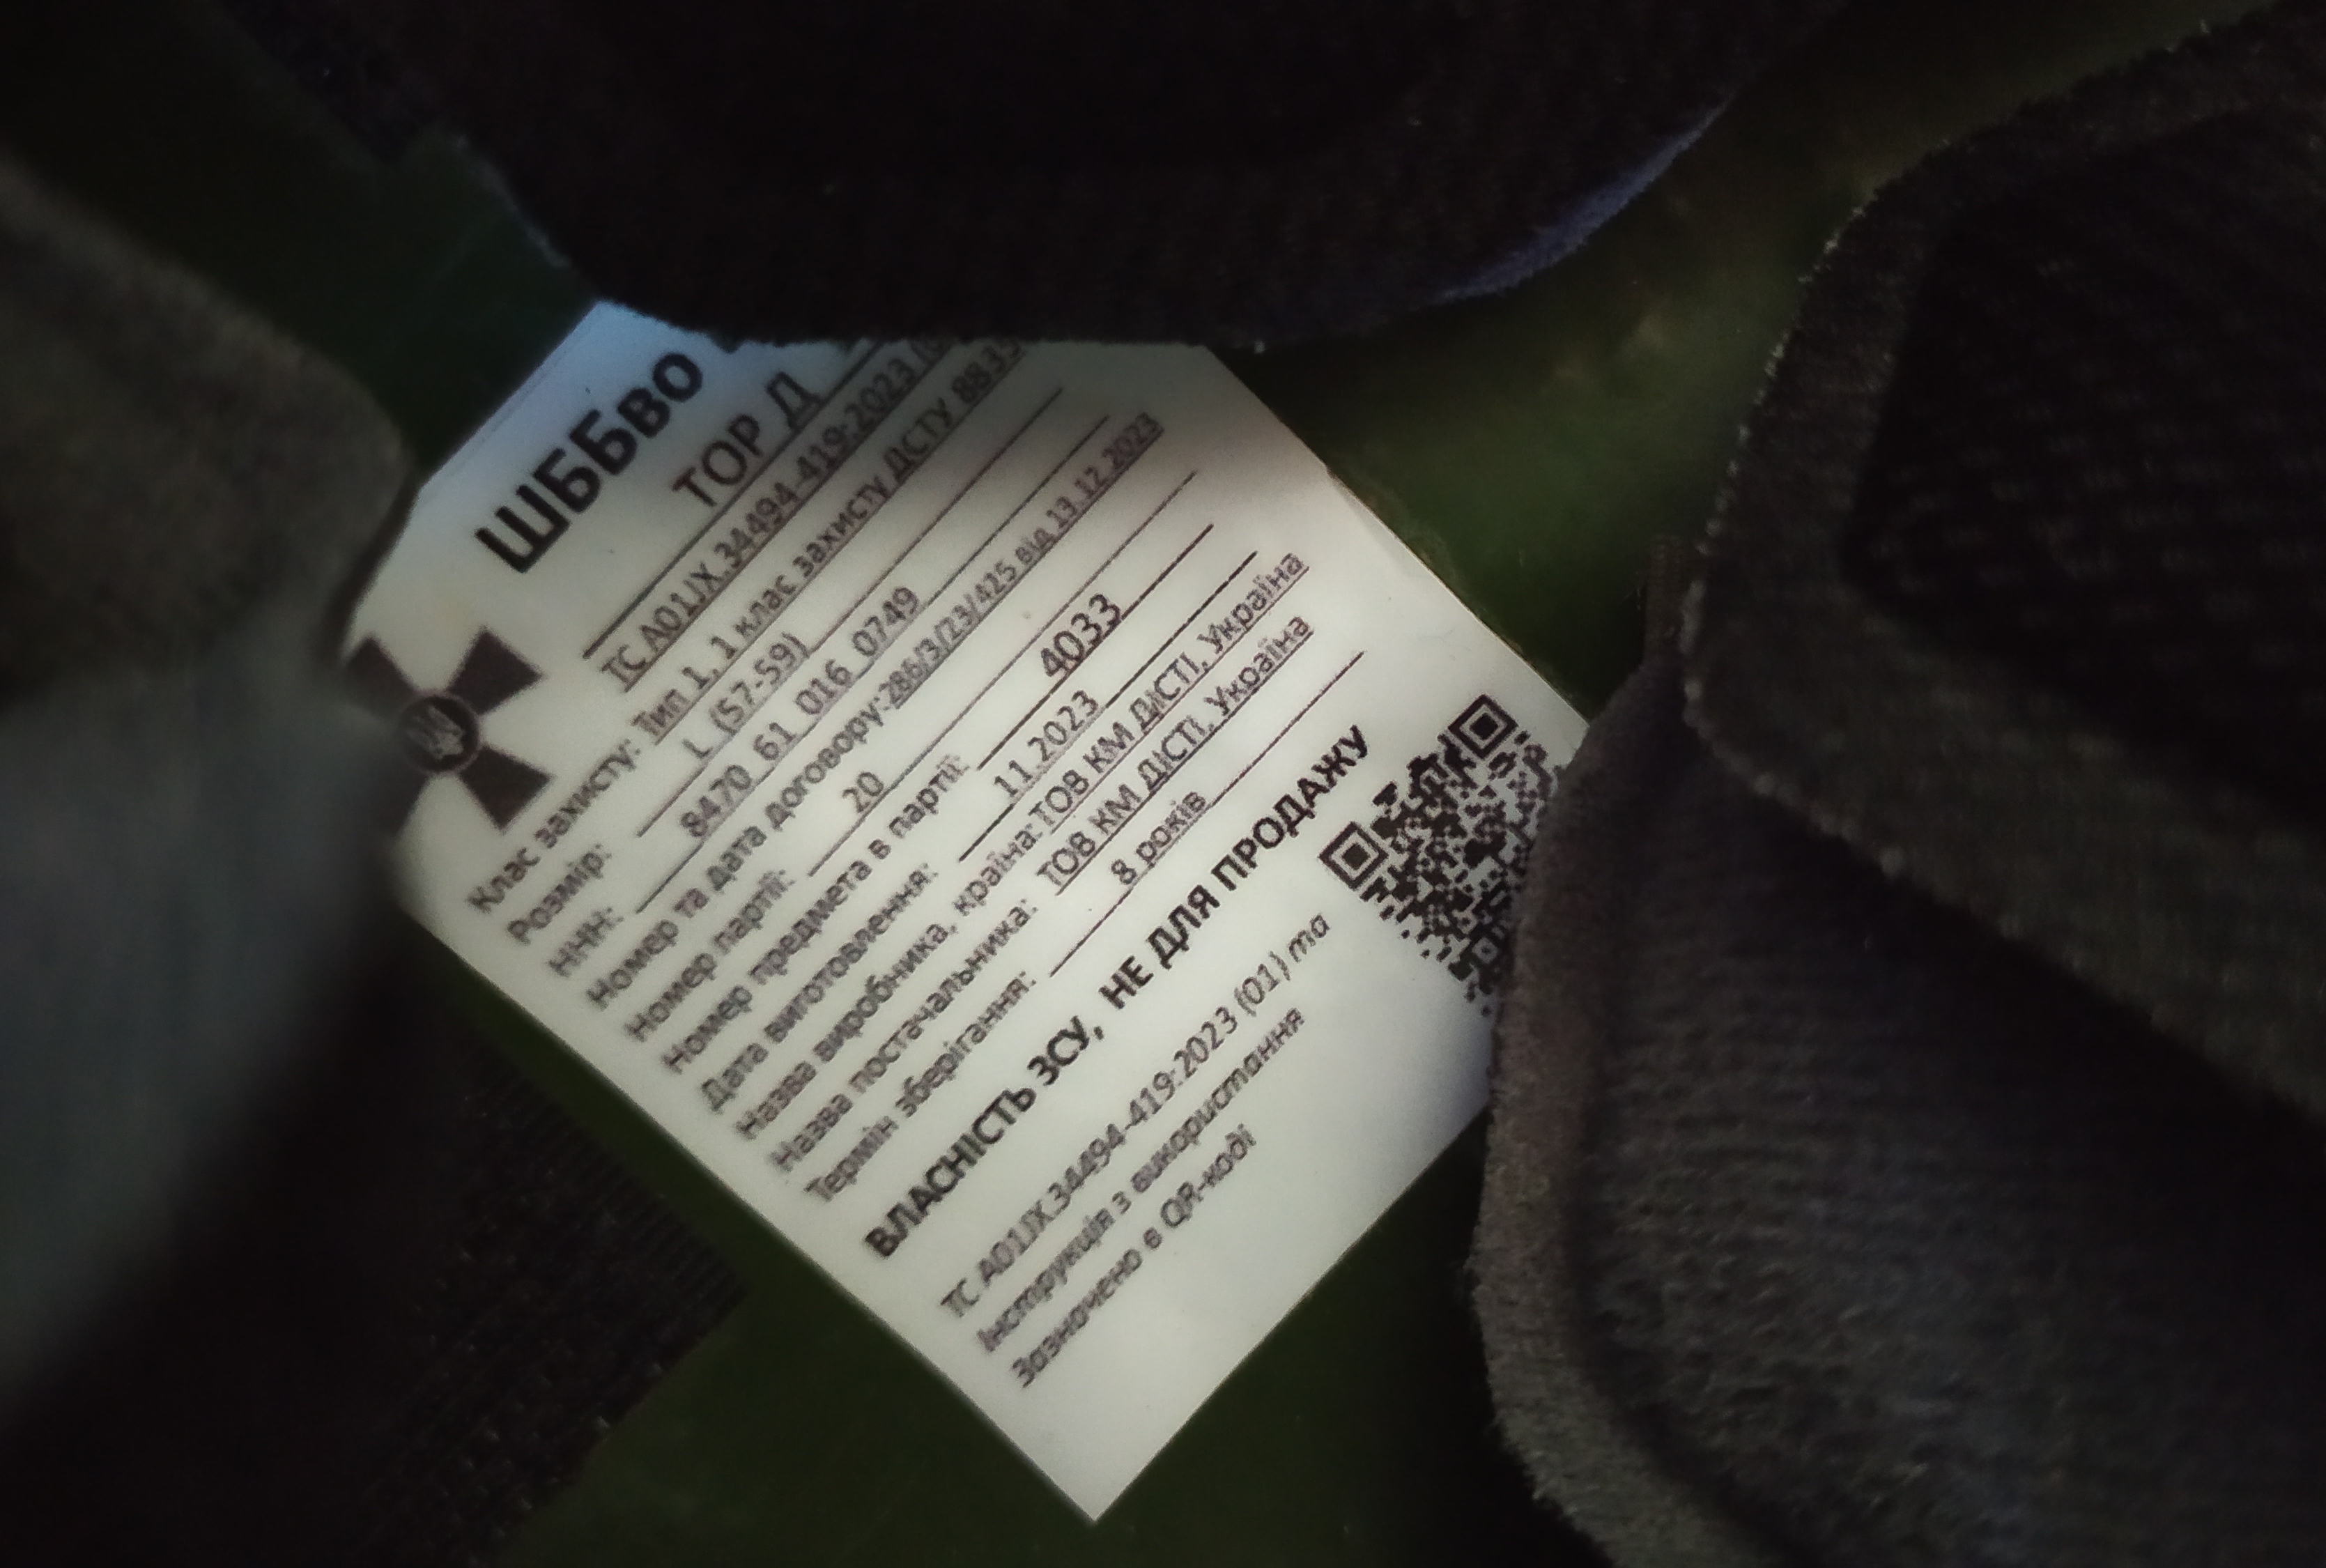 ШББво
ТОР Д
ТС А01JX.34494-419:2023
Клас захисту: Тип 1, 1 клас захисту ДСТУ 883
Розмір: L (57-59)
ННН: 8470 61 016 0749
Номер та дата договору: 286/3/23/425 від 13.12.2023
Номер партії: 20
Номер предмета в партії: 4033
Дата виготовлення: 11.2023
Назва виробника, країна: ТОВ КМ ДІСТІ, Україна
Назва постачальника: ТОВ КМ ДІСТІ, Україна
Термін зберігання: 8 років
ВЛАСНІСТЬ ЗСУ, НЕ ДЛЯ ПРОДАЖУ
ТС А01JX.34494-419:2023 (01) та
Інструкція з використання
Зазначено в QR-коді